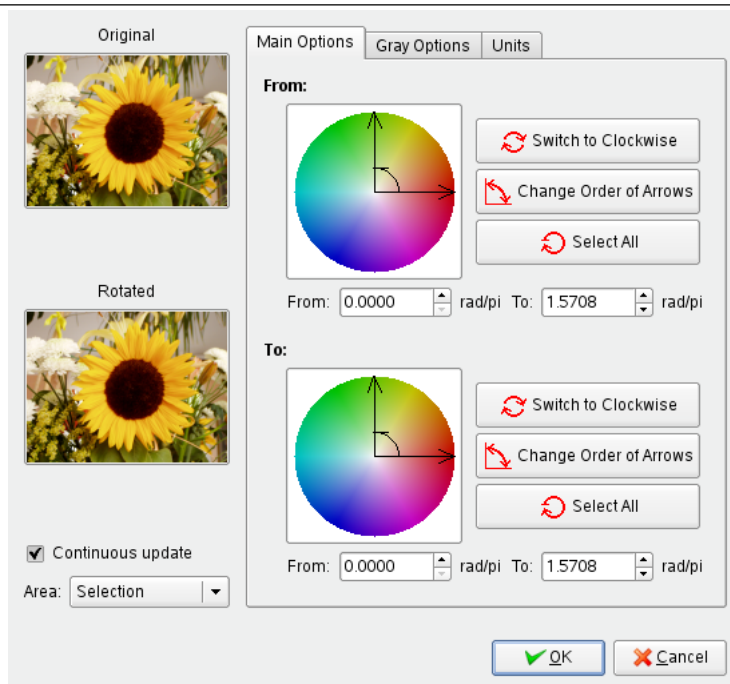 Original
Main Options
Gray Options
Units
From:
Switch to Clockwise
Change Order of Arrows
Select All
From: 0.0000 rad/pi To: 1.5708 rad/pi
Rotated
To:
Switch to Clockwise
Change Order of Arrows
Select All
From: 0.0000 rad/pi To: 1.5708 rad/pi
Continuous update
Area: Selection
OK
Cancel